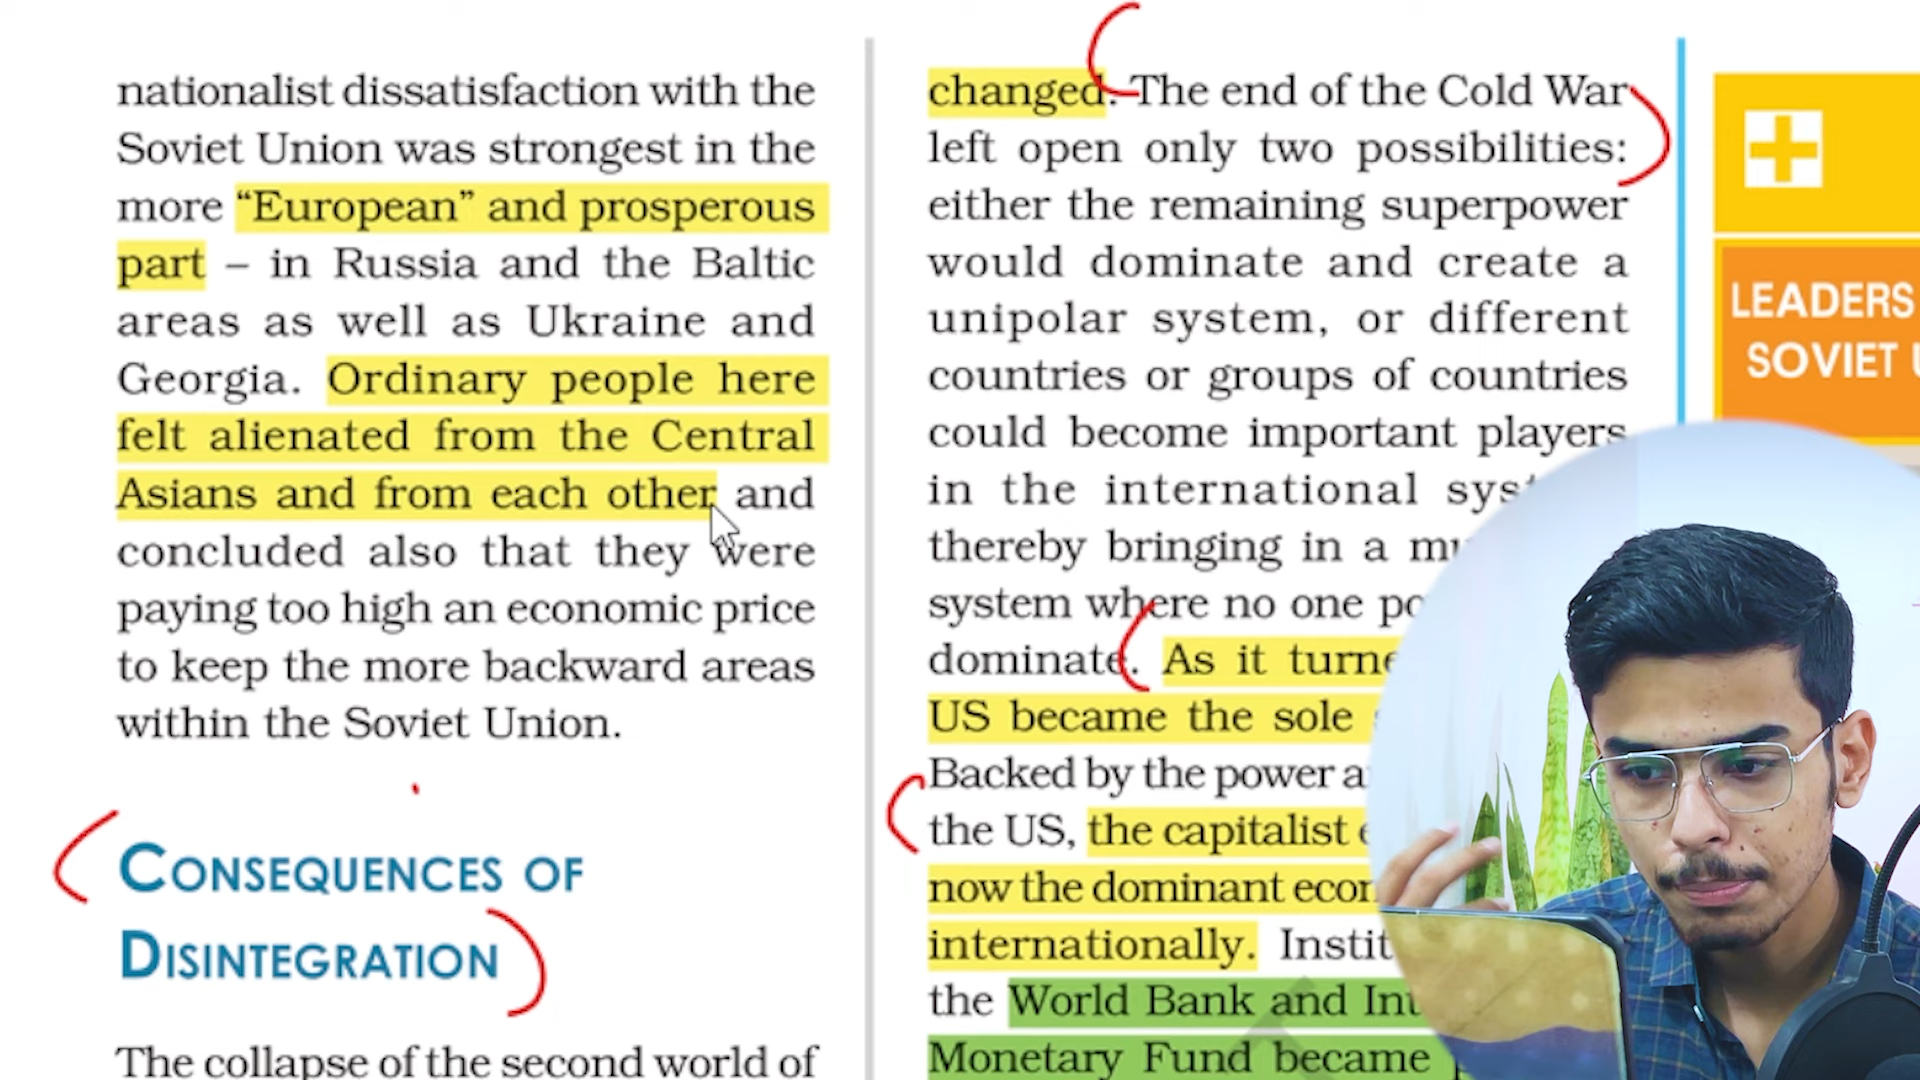 nationalist dissatisfaction with the
Soviet Union was strongest in the
more “European” and prosperous
part – in Russia and the Baltic
areas as well as Ukraine and
Georgia. Ordinary people here
felt alienated from the Central
Asians and from each other and
concluded also that they were
paying too high an economic price
to keep the more backward areas
within the Soviet Union.
CONSEQUENCES OF
DISINTEGRATION
The collapse of the second world of
changed. The end of the Cold War
left open only two possibilities:
either the remaining superpower
would dominate and create a
unipolar system, or different
countries or groups of countries
could become important players
in the international
thereby bringing in a
system where no one
dominate. As it
US became the sole
Backed by the power
the US, the capitalist
now the dominant
internationally.
the World Bank and
Monetary Fund became
LEADERS
SOVIET